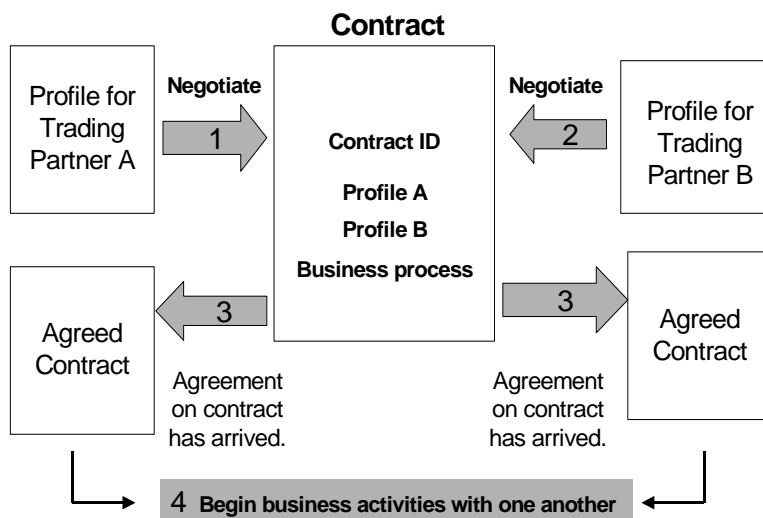 Contract
Profile for
Trading
Partner A
Negotiate
1
Contract ID
Profile A
Profile B
Business process
Negotiate
2
Profile for
Trading
Partner B
Agreed
Contract
3
Agreement
on contract
has arrived.
3
Agreement
on contract
has arrived.
Agreed
Contract
4 Begin business activities with one another